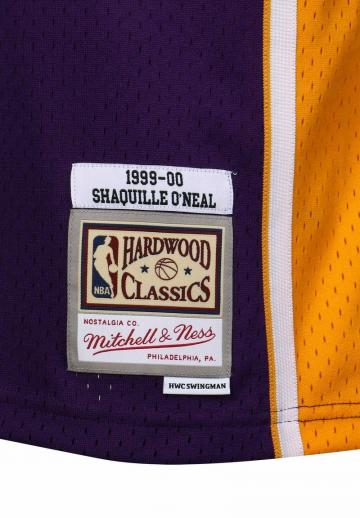 1999-00
SHAQUILLE O'NEAL
NBA
HARDWOOD
CLASSICS
NOSTALGIA CO.
Mitchell & Ness
PHILADELPHIA, PA.
HWC SWINGMAN